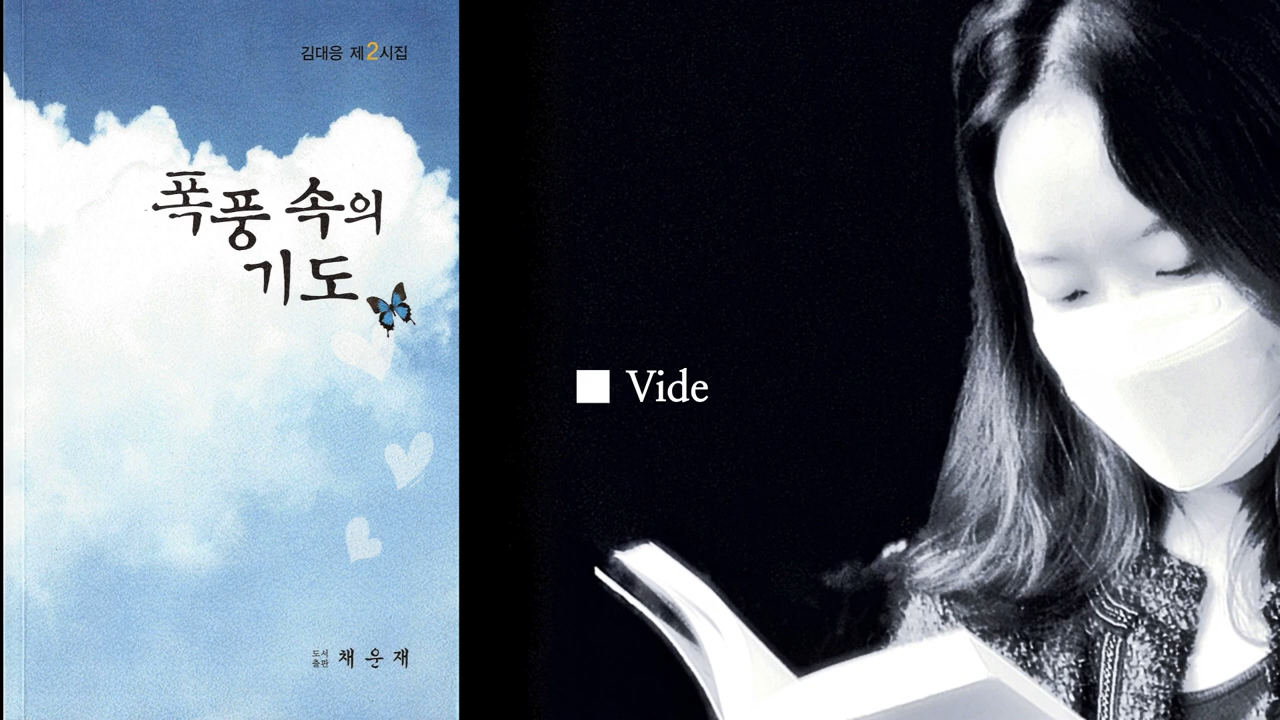 김대응 제2시집
폭풍 속의
기도
도서
출판 채운재
■ Vide